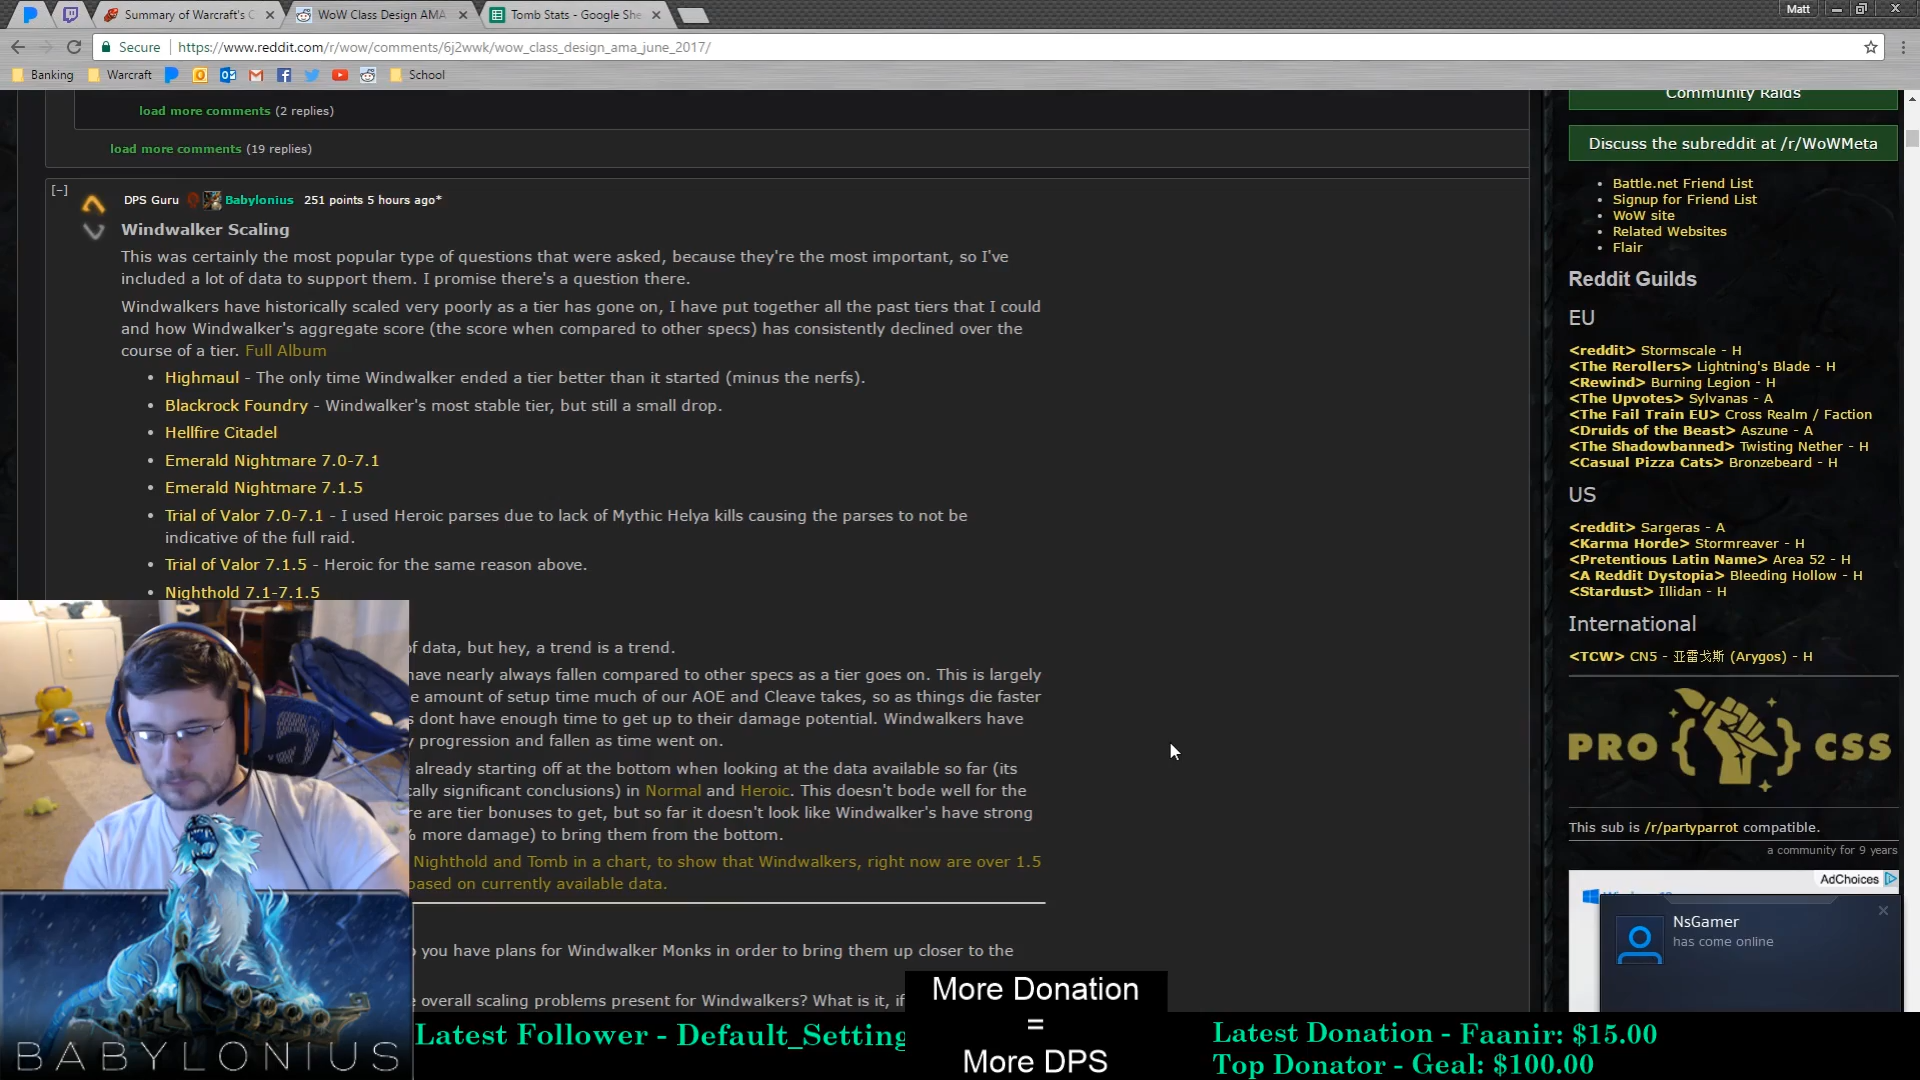 Summary of Warcraft's C
WoW Class Design AMA
Tomb Stats - Google She
Matt
Secure
https://www.reddit.com/r/wow/comments/6j2wwk/wow_class_design_ama_june_2017/
Banking
Warcraft
School
load more comments (2 replies)
load more comments (19 replies)
[–]
DPS Guru Babylonius 251 points 5 hours ago*
Windwalker Scaling
This was certainly the most popular type of questions that were asked, because they're the most important, so I've
included a lot of data to support them. I promise there's a question there.
Windwalkers have historically scaled very poorly as a tier has gone on, I have put together all the past tiers that I could
and how Windwalker's aggregate score (the score when compared to other specs) has consistently declined over the
course of a tier. Full Album
• Highmaul - The only time Windwalker ended a tier better than it started (minus the nerfs).
• Blackrock Foundry - Windwalker's most stable tier, but still a small drop.
• Hellfire Citadel
• Emerald Nightmare 7.0-7.1
• Emerald Nightmare 7.1.5
• Trial of Valor 7.0-7.1 - I used Heroic parses due to lack of Mythic Helya kills causing the parses to not be
indicative of the full raid.
• Trial of Valor 7.1.5 - Heroic for the same reason above.
• Nighthold 7.1-7.1.5
of data, but hey, a trend is a trend.
have nearly always fallen compared to other specs as a tier goes on. This is largely
e amount of setup time much of our AOE and Cleave takes, so as things die faster
s dont have enough time to get up to their damage potential. Windwalkers have
y progression and fallen as time went on.
already starting off at the bottom when looking at the data available so far (its
cally significant conclusions) in Normal and Heroic. This doesn't bode well for the
re are tier bonuses to get, but so far it doesn't look like Windwalker's have strong
% more damage) to bring them from the bottom.
Nighthold and Tomb in a chart, to show that Windwalkers, right now are over 1.5
based on currently available data.
o you have plans for Windwalker Monks in order to bring them up closer to the
e overall scaling problems present for Windwalkers? What is it, if
Community Raids
Discuss the subreddit at /r/WoWMeta
• Battle.net Friend List
• Signup for Friend List
• WoW site
• Related Websites
• Flair
Reddit Guilds
EU
<reddit> Stormscale - H
<The Rerollers> Lightning's Blade - H
<Rewind> Burning Legion - H
<The Upvotes> Sylvanas - A
<The Fail Train EU> Cross Realm / Faction
<Druids of the Beast> Aszune - A
<The Shadowbanned> Twisting Nether - H
<Casual Pizza Cats> Bronzebeard - H
US
<reddit> Sargeras - A
<Karma Horde> Stormreaver - H
<Pretentious Latin Name> Area 52 - H
<A Reddit Dystopia> Bleeding Hollow - H
<Stardust> Illidan - H
International
<TCW> CN5 - 亚雷戈斯 (Arygos) - H
PRO { } CSS
This sub is /r/partyparrot compatible.
a community for 9 years
AdChoices
NsGamer
has come online
BABYLONIUS
Latest Follower - Default_Setting
More Donation
=
More DPS
Latest Donation - Faanir: $15.00
Top Donator - Geal: $100.00